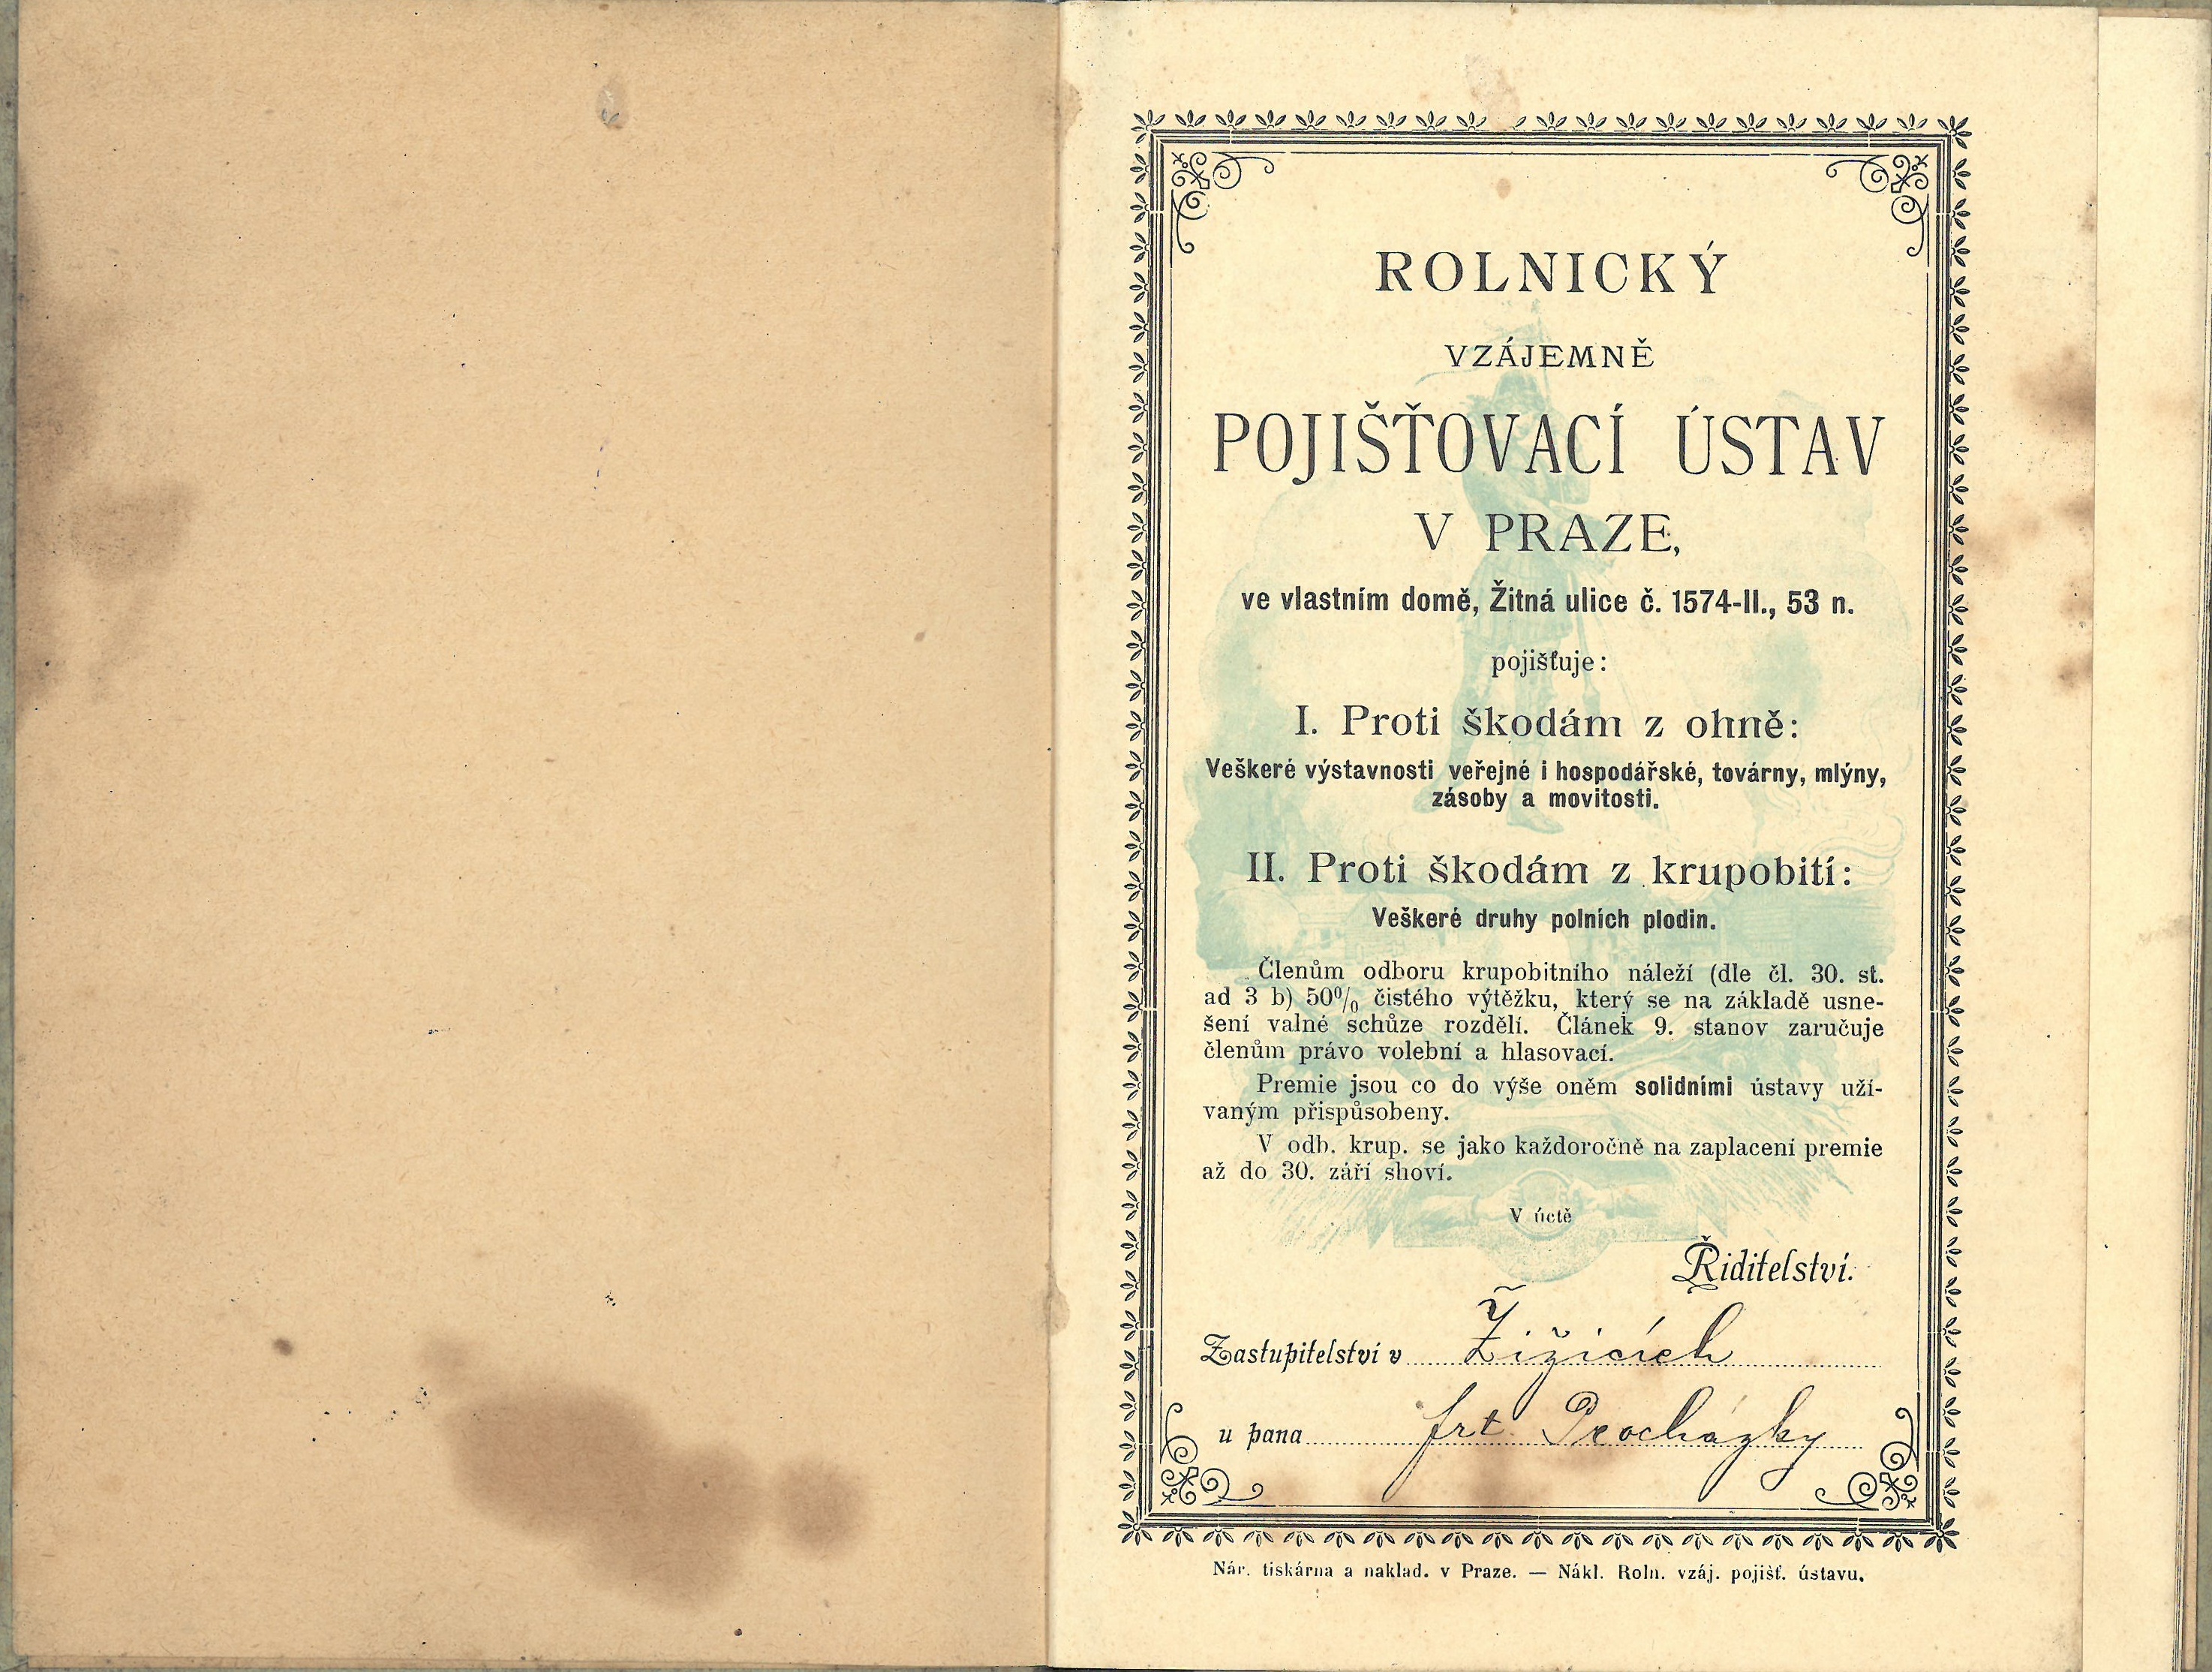 ROLNICKÝ
VZÁJEMNĚ
POJIŠŤOVACÍ ÚSTAV
V PRAZE,
ve vlastním domě, Žitná ulice č. 1574-II., 53 n.
pojišťuje:
I. Proti škodám z ohně:
Veškeré výstavnosti veřejné i hospodářské, továrny, mlýny,
zásoby a movitosti.
II. Proti škodám z krupobití:
Veškeré druhy polních plodin.
Členům odboru krupobitního náleží (dle čl. 30. st.
ad 3 b) 50% čistého výtěžku, který se na základě usne-
šení valné schůze rozdělí. Článek 9. stanov zaručuje
členům právo volební a hlasovací.
Premie jsou co do výše oněm solidními ústavy uží-
vaným přispůsobeny.
V odb. krup. se jako každoročně na zaplacení premie
až do 30. září shoví.
V úctě
Řiditelství.
Zastupitelství v Žižicích
u pana frt. Procházky
Nár. tiskárna a naklad. v Praze. — Nákl. Roln. vzáj. pojišť. ústavu.